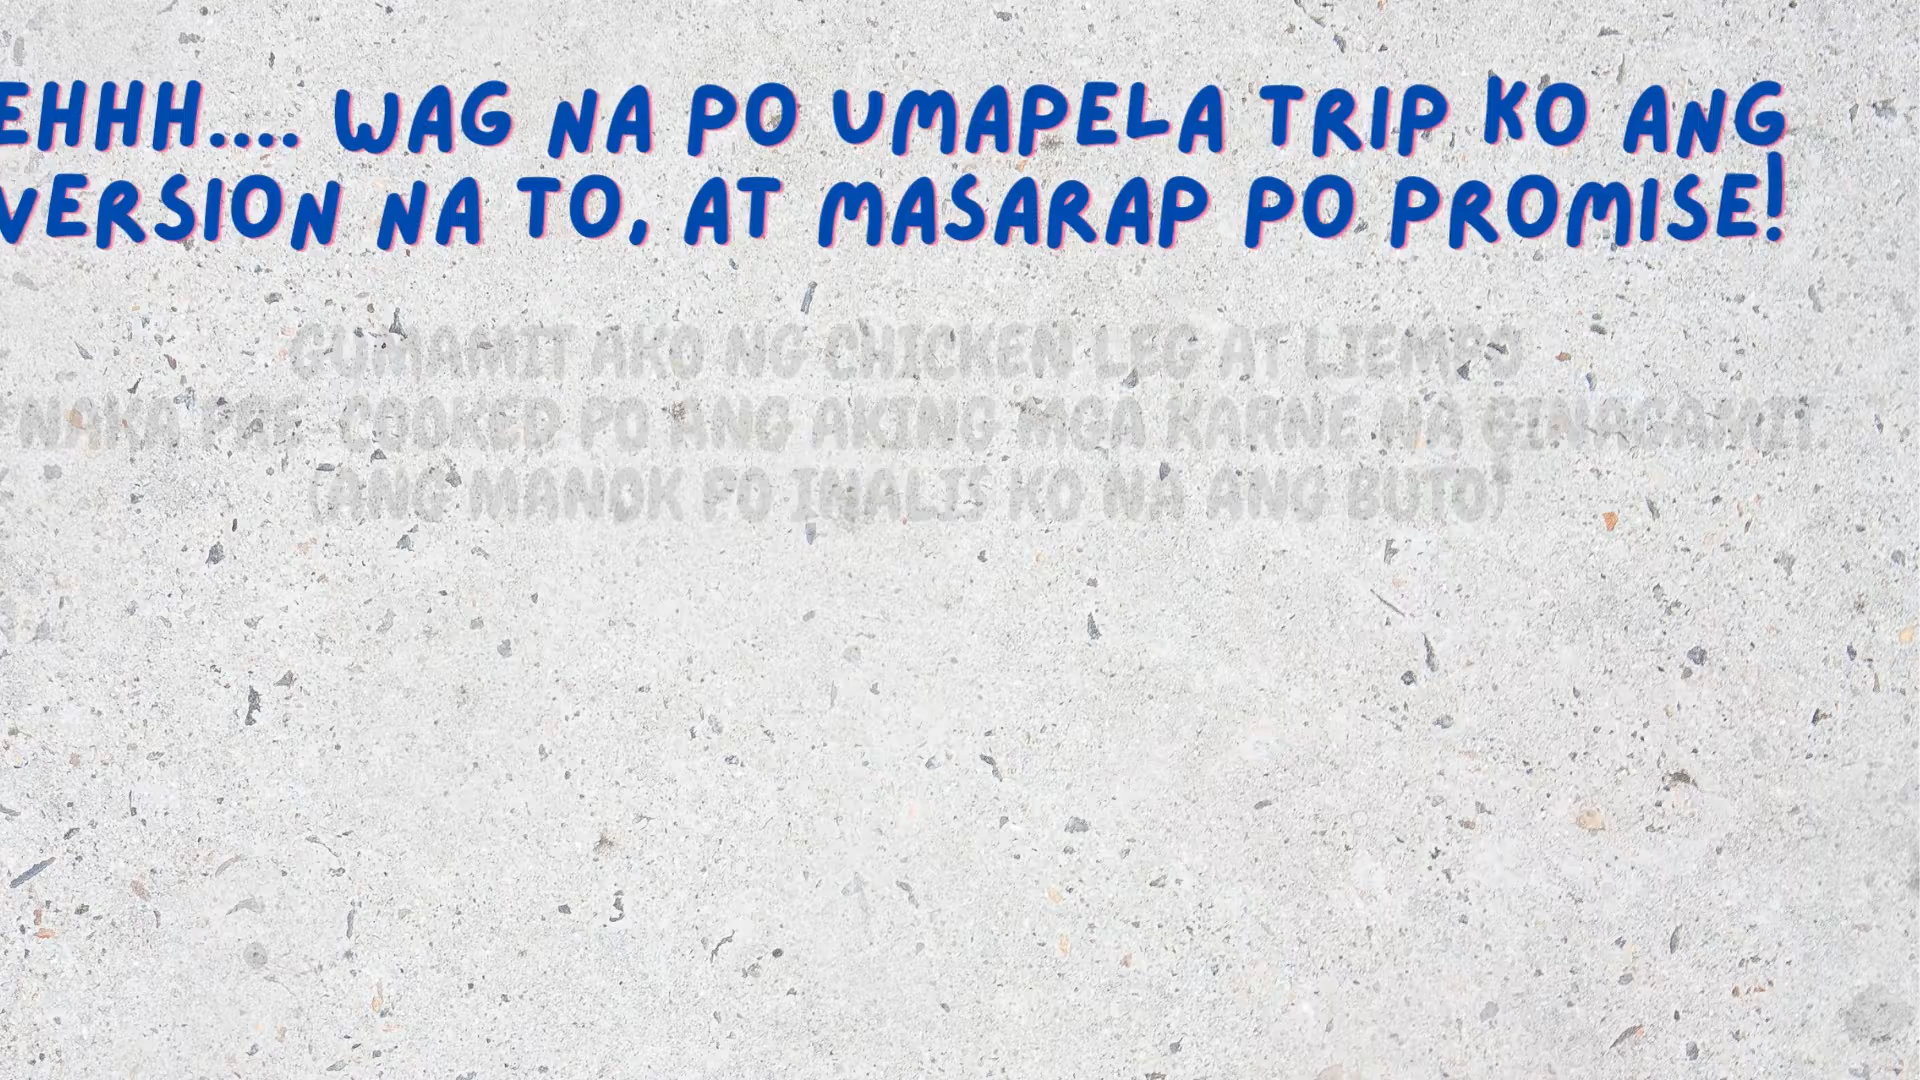 EHHH.... WAG NA PO UMAPELA TRIP KO ANG
VERSION NA TO, AT MASARAP PO PROMISE!
GUMAMIT AKO NG CHICKEN LEG AT LIEMPO
NAKA PRE-COOKED PO ANG AKING MGA KARNE NA GINAGAMIT
(ANG MANOK PO INALIS KO NA ANG BUTO)